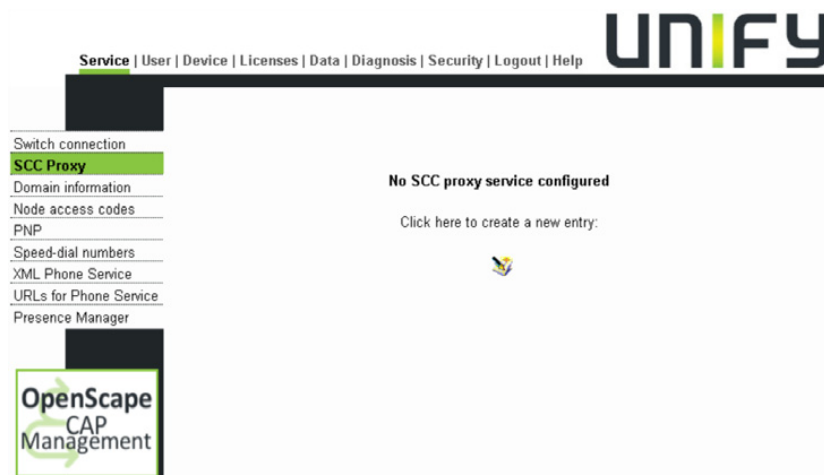 UNIFY
Service | User | Device | Licenses | Data | Diagnosis | Security | Logout | Help
Switch connection
SCC Proxy
Domain information
Node access codes
PNP
Speed-dial numbers
XML Phone Service
URLs for Phone Service
Presence Manager
No SCC proxy service configured
Click here to create a new entry:
OpenScape
CAP
Management